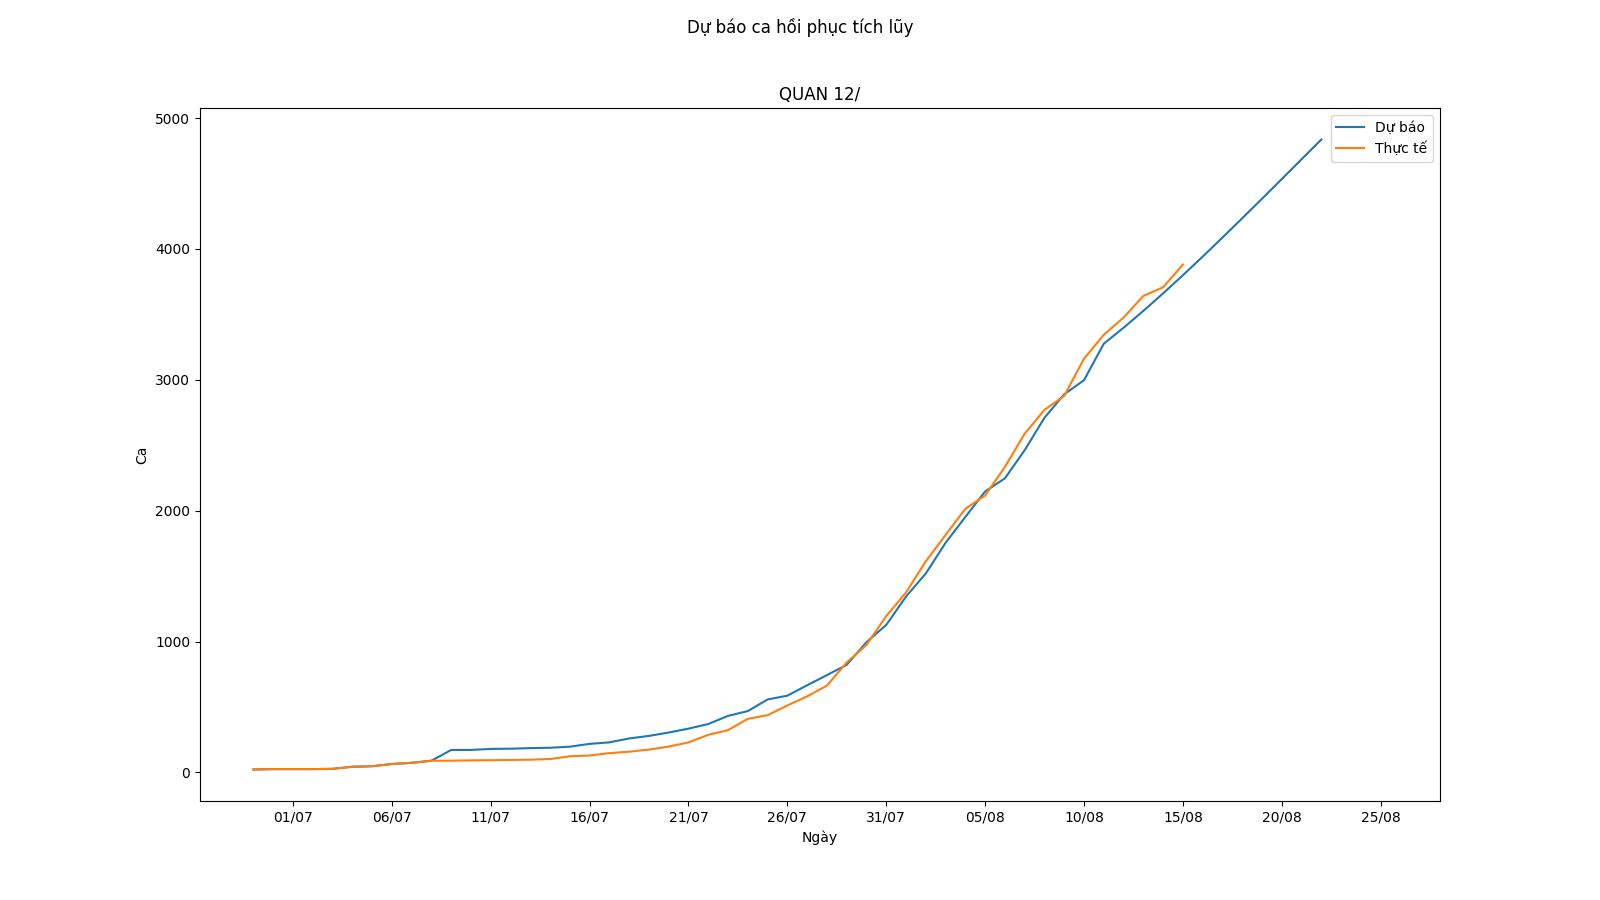 Dự báo ca hồi phục tích lũy
QUAN 12/
Dự báo
Thực tế
5000
4000
3000
2000
1000
0
Ca
01/07 06/07 11/07 16/07 21/07 26/07 31/07 05/08 10/08 15/08 20/08 25/08
Ngày